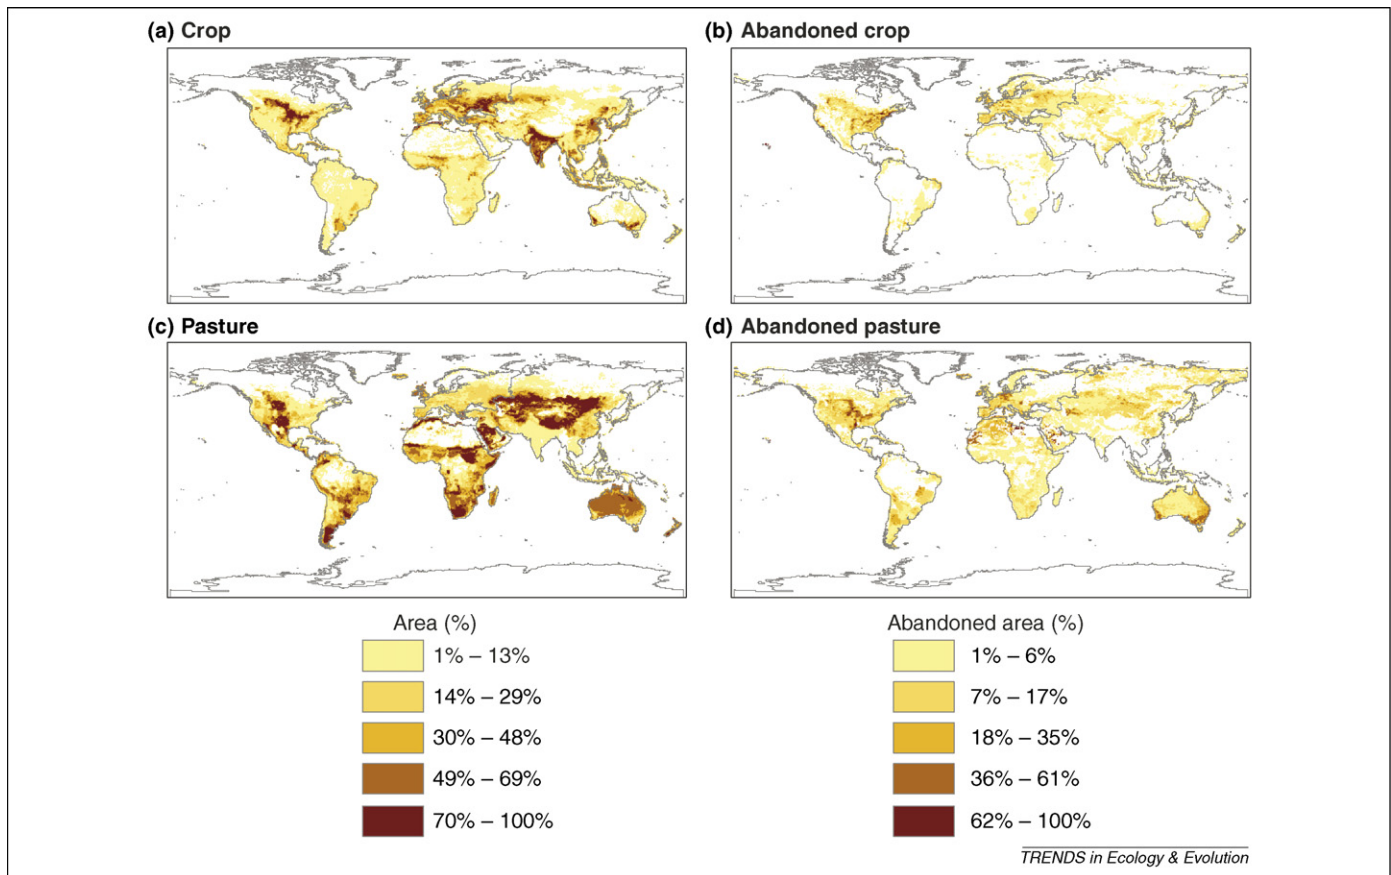 (a) Crop
(b) Abandoned crop
(c) Pasture
(d) Abandoned pasture
Area (%)
1% – 13%
14% – 29%
30% – 48%
49% – 69%
70% – 100%
Abandoned area (%)
1% – 6%
7% – 17%
18% – 35%
36% – 61%
62% – 100%
TRENDS in Ecology & Evolution